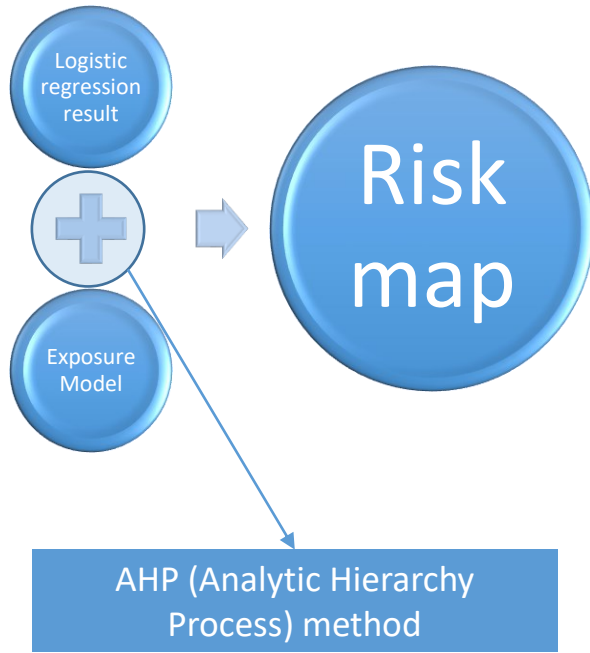 Logistic
regression
result
Risk
map
Exposure
Model
AHP (Analytic Hierarchy
Process) method